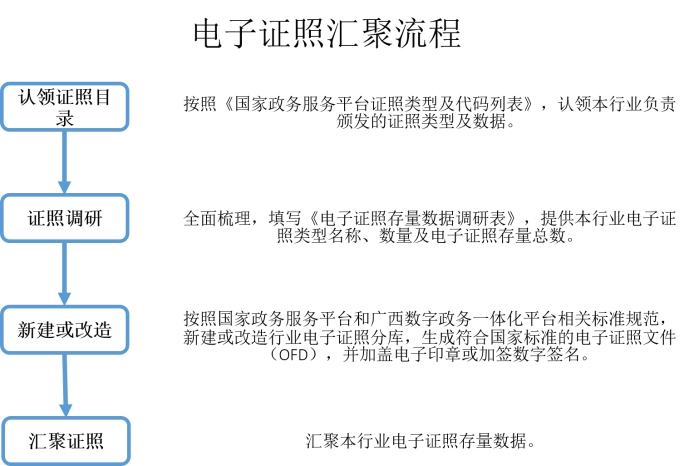 电子证照汇聚流程
认领证照目
录
按照《国家政务服务平台证照类型及代码列表》，认领本行业负责
颁发的证照类型及数据。
证照调研
全面梳理，填写《电子证照存量数据调研表》，提供本行业电子证
照类型名称、数量及电子证照存量总数。
新建或改造
按照国家政务服务平台和广西数字政务一体化平台相关标准规范，
新建或改造行业电子证照分库，生成符合国家标准的电子证照文件
（OFD），并加盖电子印章或加签数字签名。
汇聚证照
汇聚本行业电子证照存量数据。